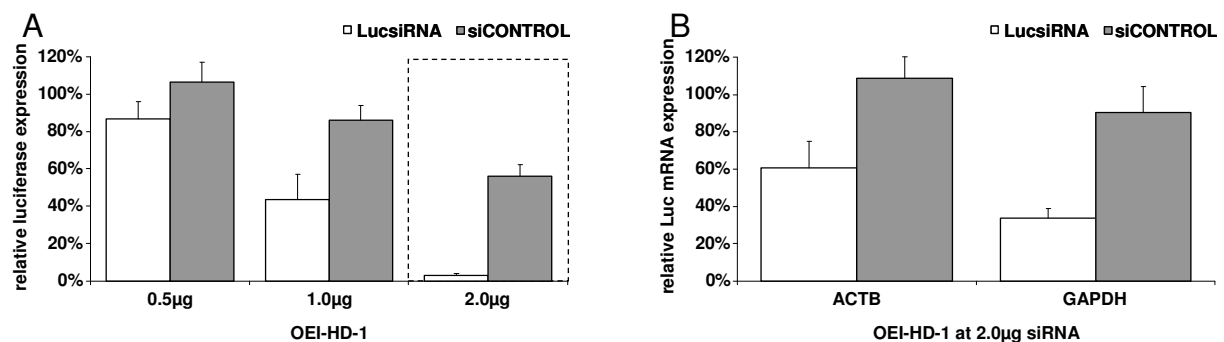 A
LucsiRNA siCONTROL
relative luciferase expression
120%
100%
80%
60%
40%
20%
0%
0.5µg 1.0µg 2.0µg
OEI-HD-1
B
LucsiRNA siCONTROL
relative Luc mRNA expression
120%
100%
80%
60%
40%
20%
0%
ACTB GAPDH
OEI-HD-1 at 2.0µg siRNA